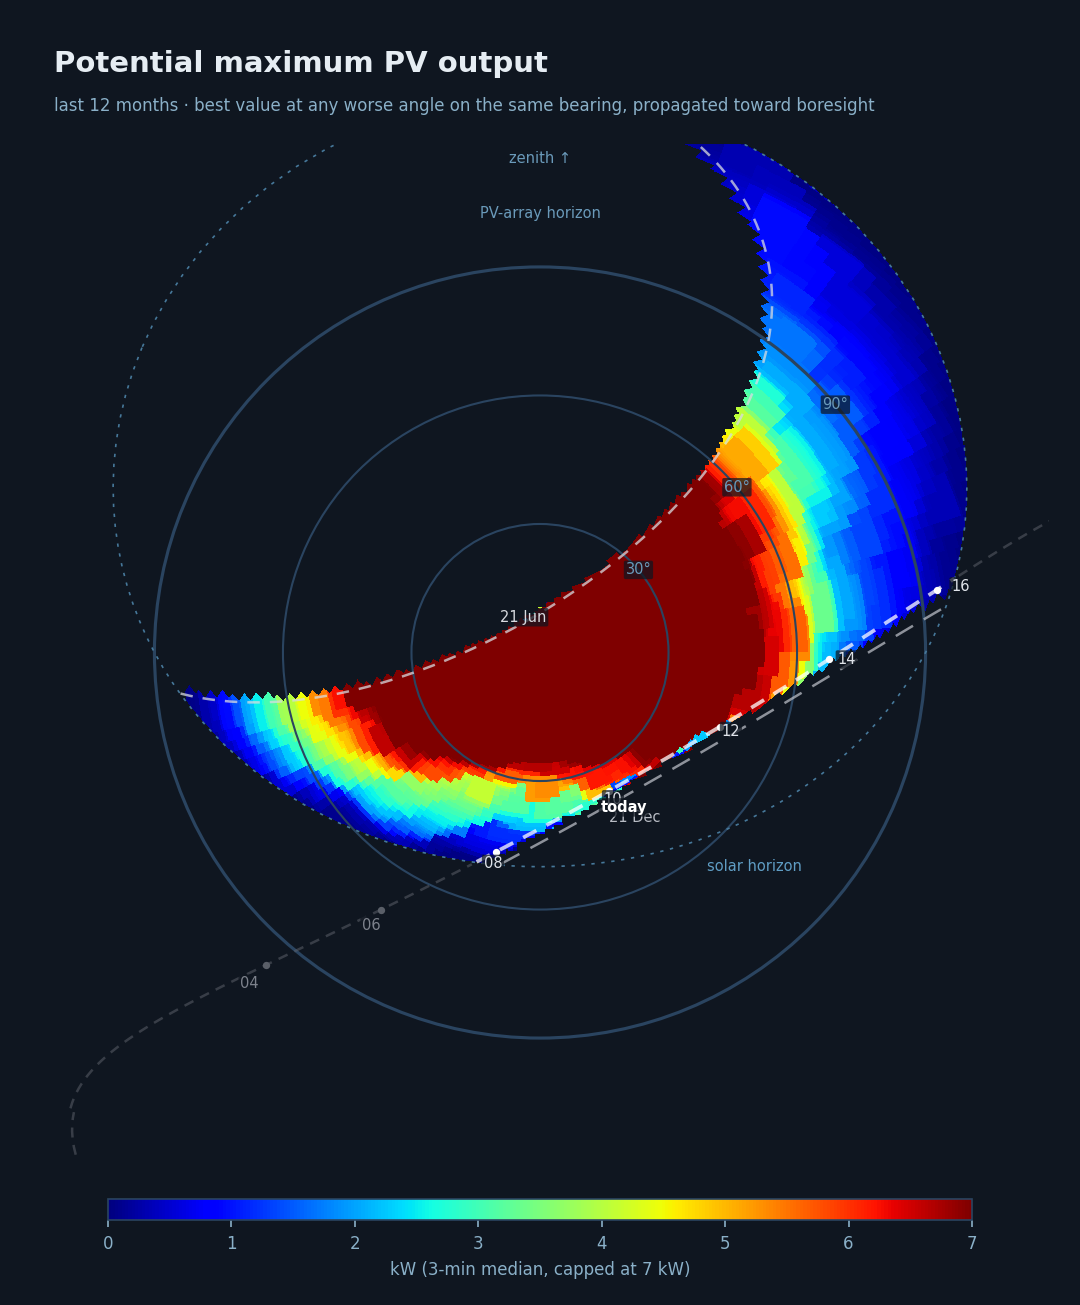 Potential maximum PV output
last 12 months · best value at any worse angle on the same bearing, propagated toward boresight
zenith ↑
PV-array horizon
90°
60°
30°
16
21 Jun
14
12
10
today
21 Dec
08
solar horizon
06
04
0 1 2 3 4 5 6 7
kW (3-min median, capped at 7 kW)